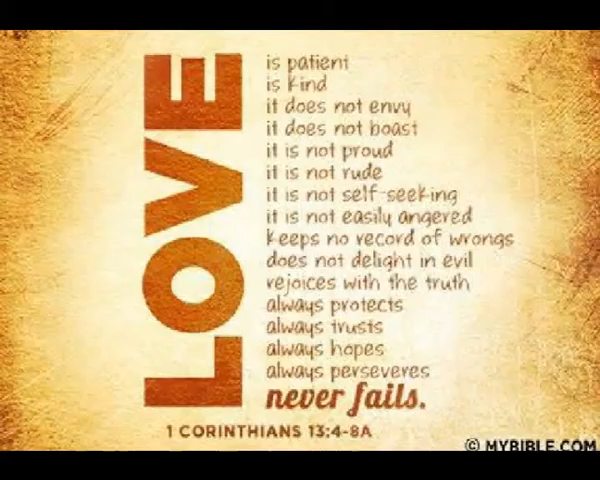 LOVE
is patient
is kind
it does not envy
it does not boast
it is not proud
it is not rude
it is not self-seeking
it is not easily angered
keeps no record of wrongs
does not delight in evil
rejoices with the truth
always protects
always trusts
always hopes
always perseveres
never fails.
1 CORINTHIANS 13:4-8A
© MYBIBLE.COM